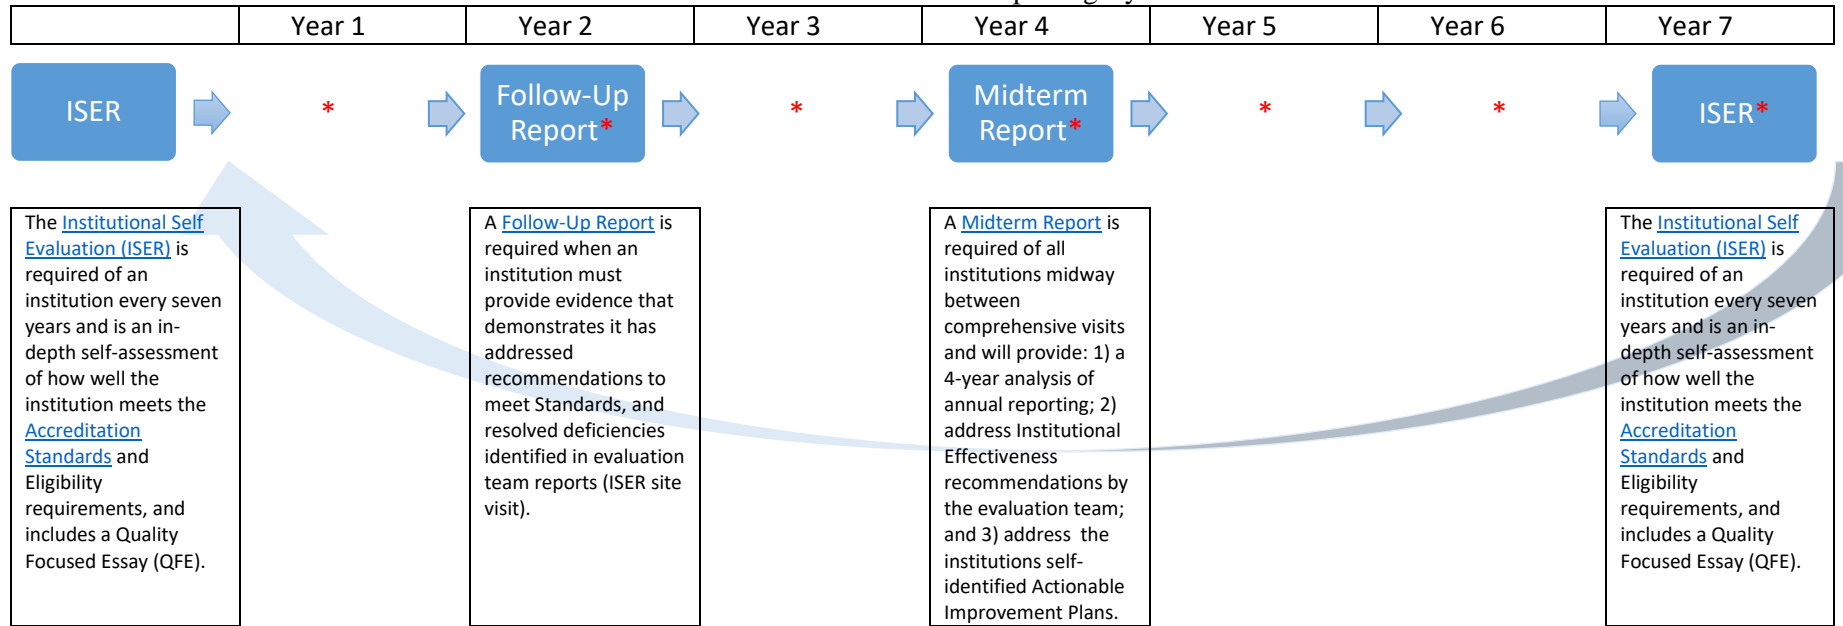 Year 1 Year 2 Year 3 Year 4 Year 5 Year 6 Year 7
ISER
*
Follow-Up
Report*
*
Midterm
Report*
*
*
ISER*
The Institutional Self
Evaluation (ISER) is
required of an
institution every seven
years and is an in-
depth self-assessment
of how well the
institution meets the
Accreditation
Standards and
Eligibility
requirements, and
includes a Quality
Focused Essay (QFE).
A Follow-Up Report is
required when an
institution must
provide evidence that
demonstrates it has
addressed
recommendations to
meet Standards, and
resolved deficiencies
identified in evaluation
team reports (ISER site
visit).
A Midterm Report is
required of all
institutions midway
between
comprehensive visits
and will provide: 1) a
4-year analysis of
annual reporting; 2)
address Institutional
Effectiveness
recommendations by
the evaluation team;
and 3) address the
institutions self-
identified Actionable
Improvement Plans.
The Institutional Self
Evaluation (ISER) is
required of an
institution every seven
years and is an in-
depth self-assessment
of how well the
institution meets the
Accreditation
Standards and
Eligibility
requirements, and
includes a Quality
Focused Essay (QFE).